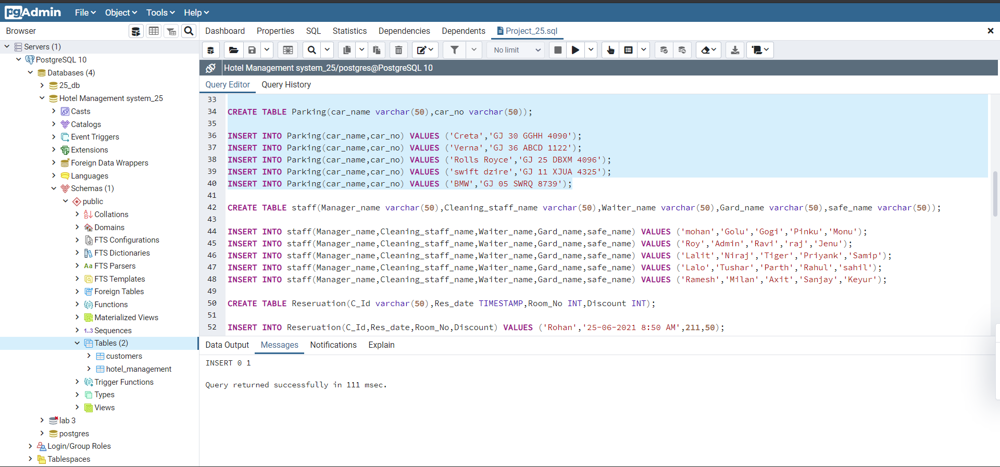 pgAdmin File Object Tools Help
Browser
Dashboard Properties SQL Statistics Dependencies Dependents Project_25.sql
Servers (1)
PostgreSQL 10
Databases (4)
25_db
Hotel Management system_25
Casts
Catalogs
Event Triggers
Extensions
Foreign Data Wrappers
Languages
Schemas (1)
public
Collations
Domains
FTS Configurations
FTS Dictionaries
Aa FTS Parsers
FTS Templates
Foreign Tables
Functions
Materialized Views
1..3 Sequences
Tables (2)
customers
hotel_management
Trigger Functions
Types
Views
lab 3
postgres
Login/Group Roles
Tablespaces
No limit
Hotel Management system_25/postgres@PostgreSQL 10
Query Editor Query History
33
34 CREATE TABLE Parking(car_name varchar(50),car_no varchar(50));
35
36 INSERT INTO Parking(car_name,car_no) VALUES ('Creta','GJ 30 GGHH 4090');
37 INSERT INTO Parking(car_name,car_no) VALUES ('Verna','GJ 36 ABCD 1122');
38 INSERT INTO Parking(car_name,car_no) VALUES ('Rolls Royce','GJ 25 DBXM 4096');
39 INSERT INTO Parking(car_name,car_no) VALUES ('swift dzire','GJ 11 XJUA 4325');
40 INSERT INTO Parking(car_name,car_no) VALUES ('BMW','GJ 05 SWRQ 8739');
41
42 CREATE TABLE staff(Manager_name varchar(50),Cleaning_staff_name varchar(50),Waiter_name varchar(50),Gard_name varchar(50),safe_name varchar(50));
43
44 INSERT INTO staff(Manager_name,Cleaning_staff_name,Waiter_name,Gard_name,safe_name) VALUES ('mohan','Golu','Gogi','Pinku','Monu');
45 INSERT INTO staff(Manager_name,Cleaning_staff_name,Waiter_name,Gard_name,safe_name) VALUES ('Roy','Admin','Ravi','raj','Jenu');
46 INSERT INTO staff(Manager_name,Cleaning_staff_name,Waiter_name,Gard_name,safe_name) VALUES ('Lalit','Niraj','Tiger','Priyank','Samip');
47 INSERT INTO staff(Manager_name,Cleaning_staff_name,Waiter_name,Gard_name,safe_name) VALUES ('Lalo','Tushar','Parth','Rahul','sahil');
48 INSERT INTO staff(Manager_name,Cleaning_staff_name,Waiter_name,Gard_name,safe_name) VALUES ('Ramesh','Milan','Axit','Sanjay','Keyur');
49
50 CREATE TABLE Reseruation(C_Id varchar(50),Res_date TIMESTAMP,Room_No INT,Discount INT);
51
52 INSERT INTO Reseruation(C_Id,Res_date,Room_No,Discount) VALUES ('Rohan','25-06-2021 8:50 AM',211,50);
Data Output Messages Notifications Explain
INSERT 0 1
Query returned successfully in 111 msec.